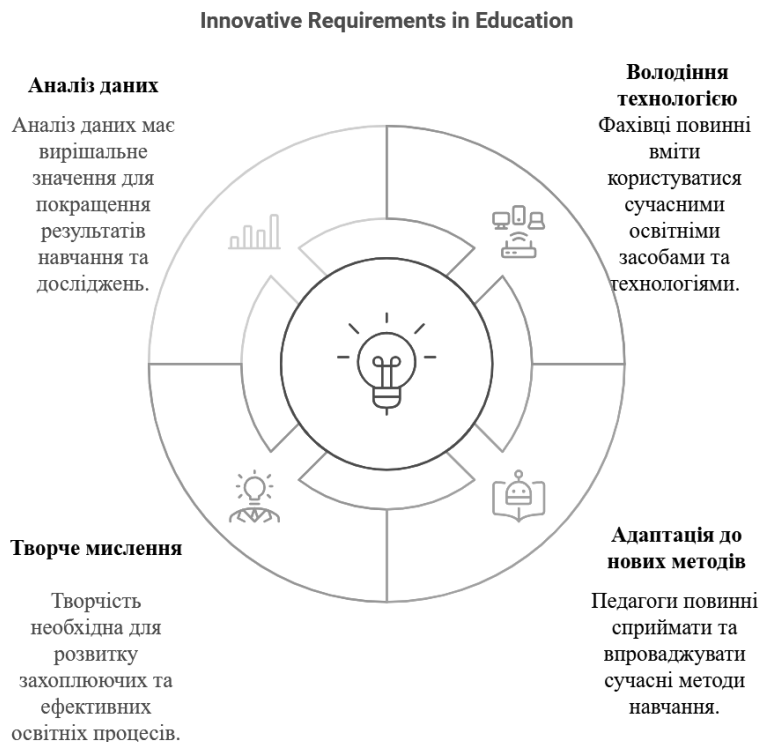 Innovative Requirements in Education
Аналіз даних
Аналіз даних має
вирішальне
значення для
покращення
результатів
навчання та
досліджень.
Володіння
технологією
Фахівці повинні
вміти
користуватися
сучасними
освітніми
засобами та
технологіями.
Творче мислення
Творчість
необхідна для
розвитку
захоплюючих та
ефективних
освітніх процесів.
Адаптація до
нових методів
Педагоги повинні
сприймати та
впроваджувати
сучасні методи
навчання.